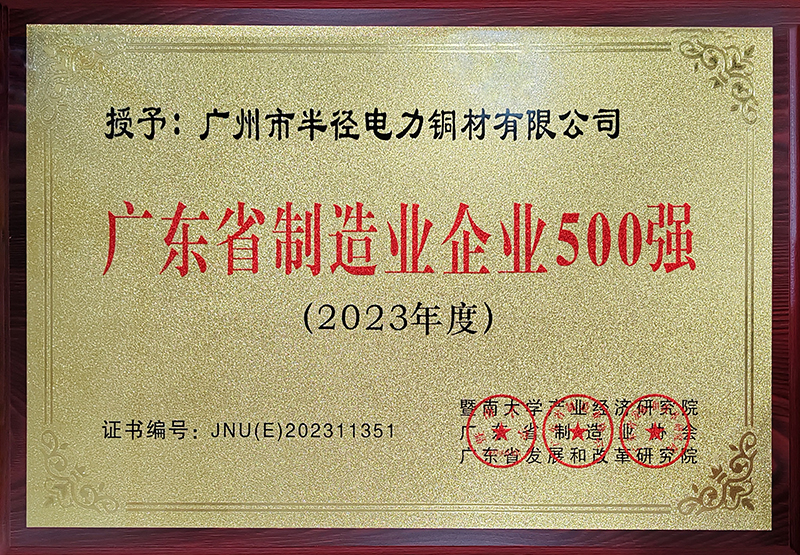 授予：广州市半径电力铜材有限公司
广东省制造业企业500强
(2023年度)
证书编号：JNU(E)202311351
暨南大学产业经济研究院
广东省制造业协会
广东省发展和改革研究院